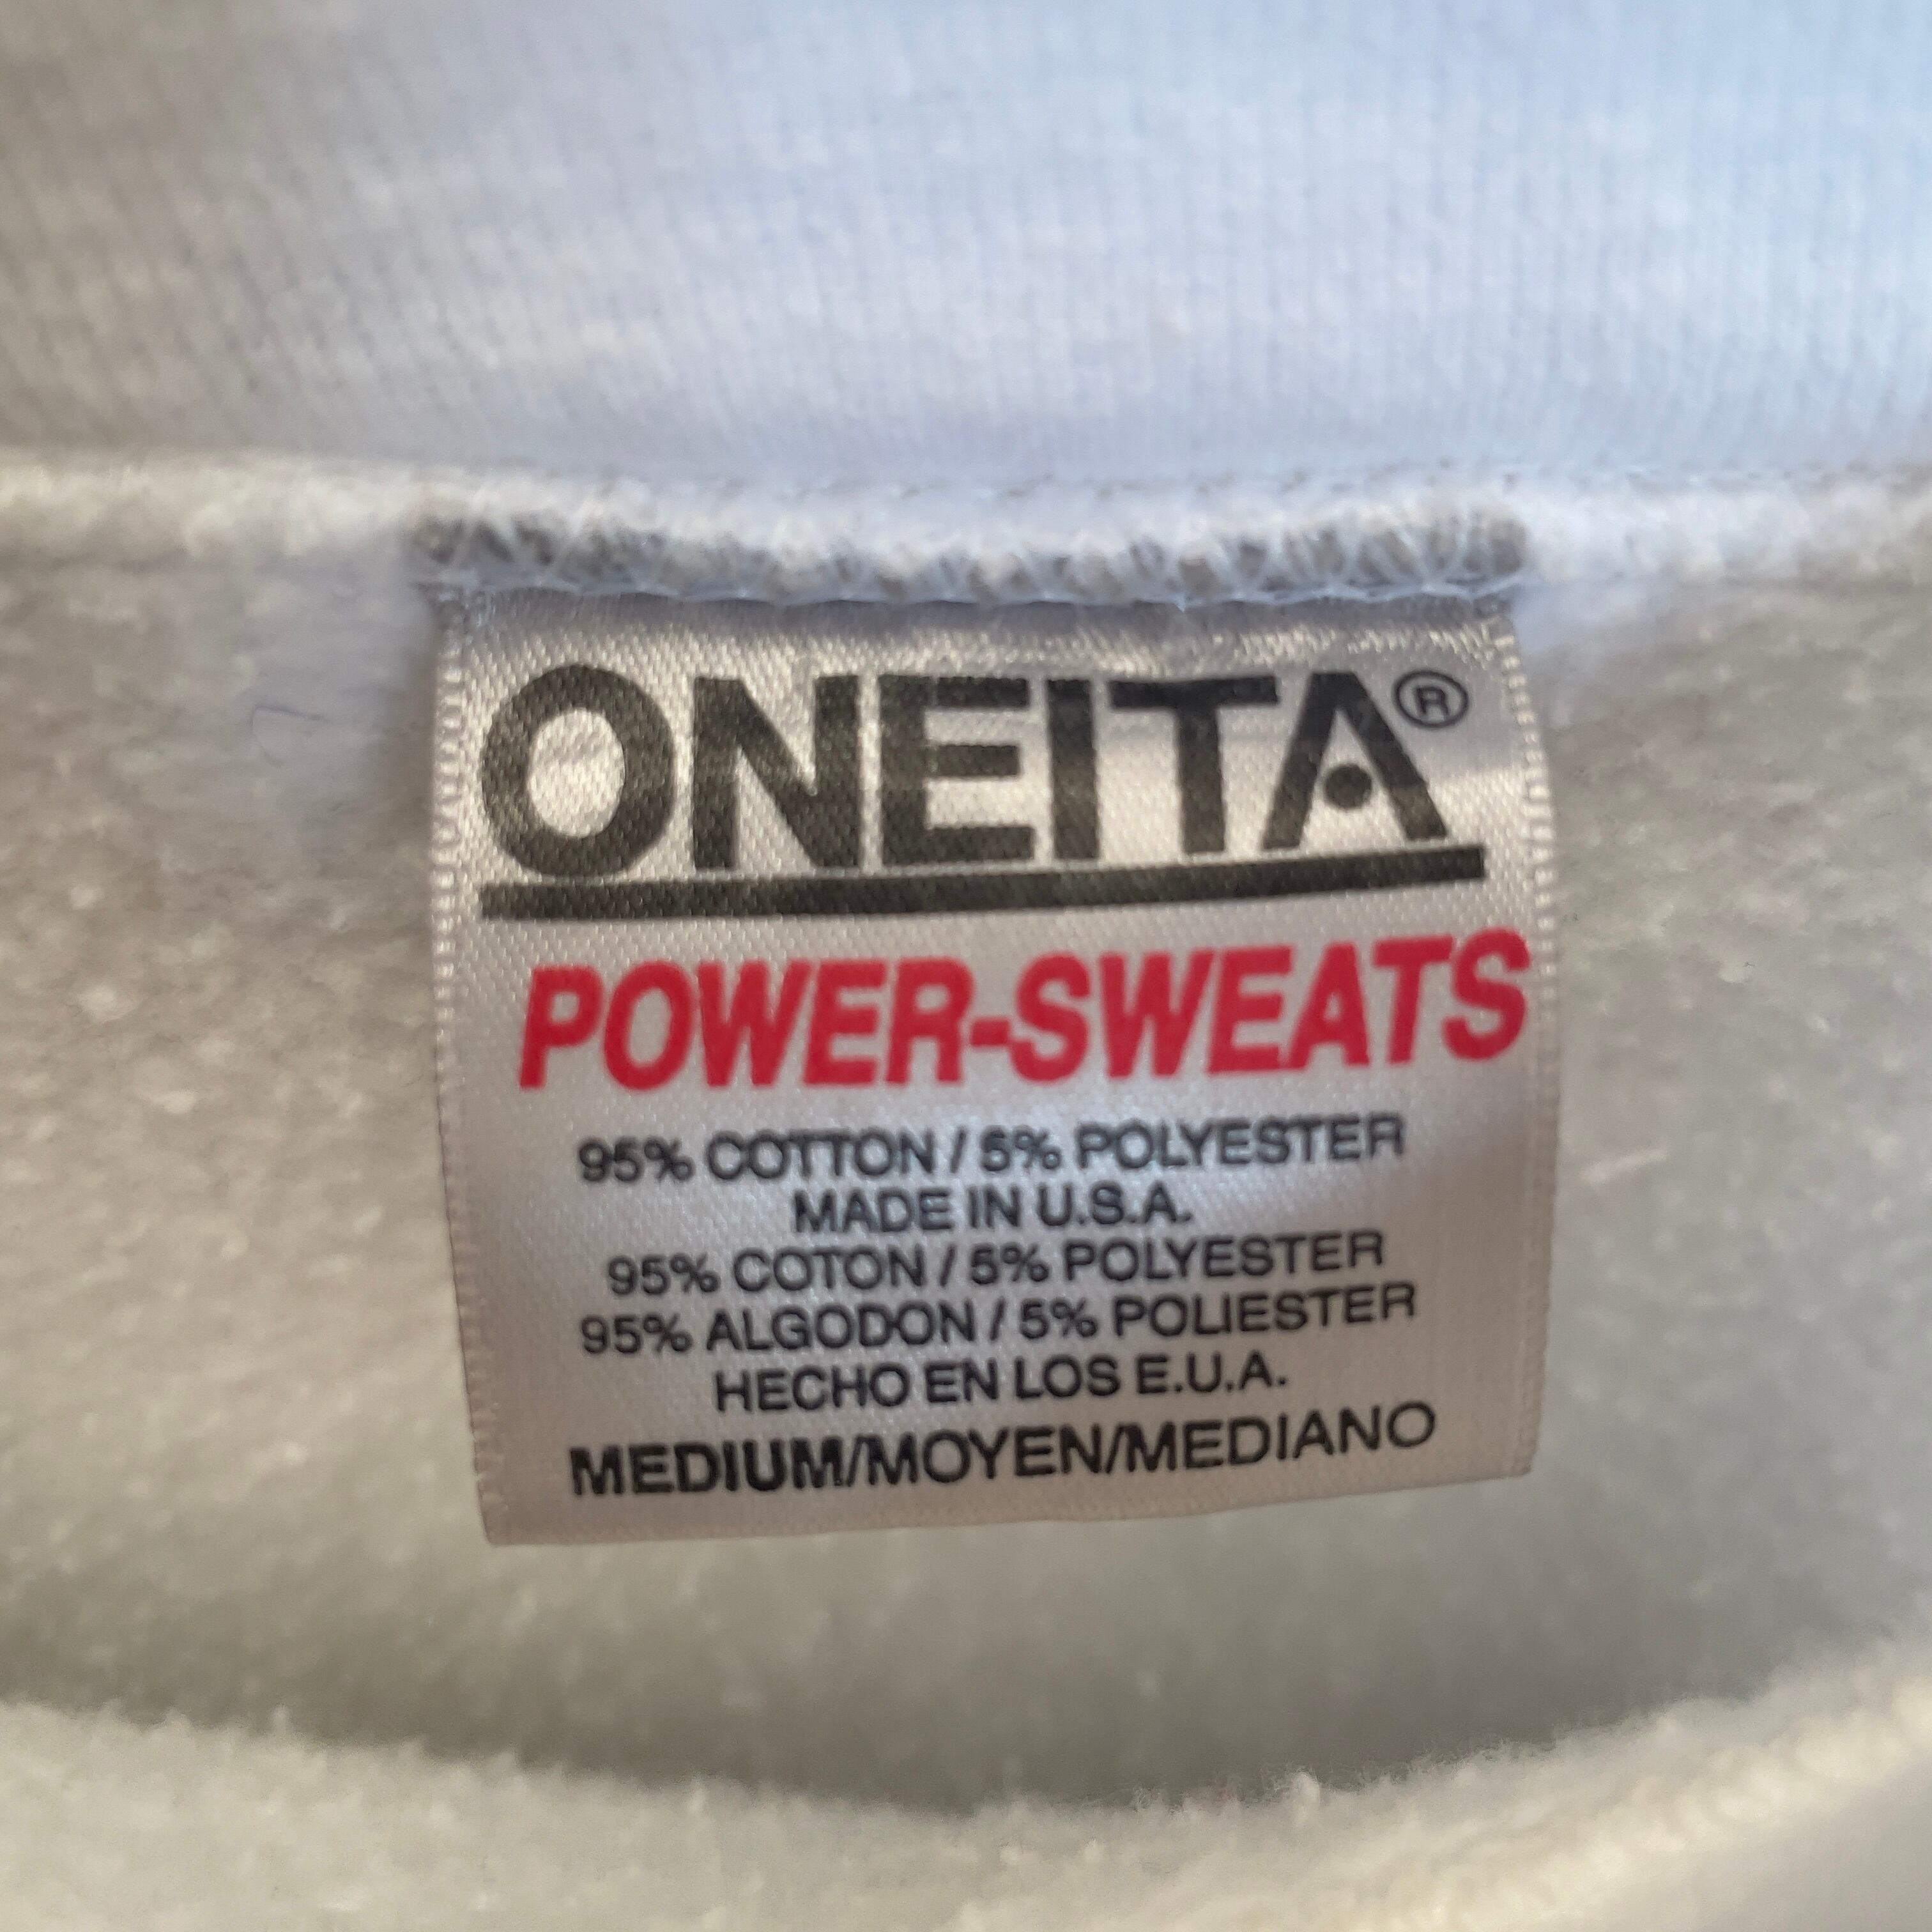 ONEITA®
POWER-SWEATS
95% COTTON / 5% POLYESTER
MADE IN U.S.A.
95% COTON / 5% POLYESTER
95% ALGODON / 5% POLIESTER
HECHO EN LOS E.U.A.
MEDIUM/MOYEN/MEDIANO